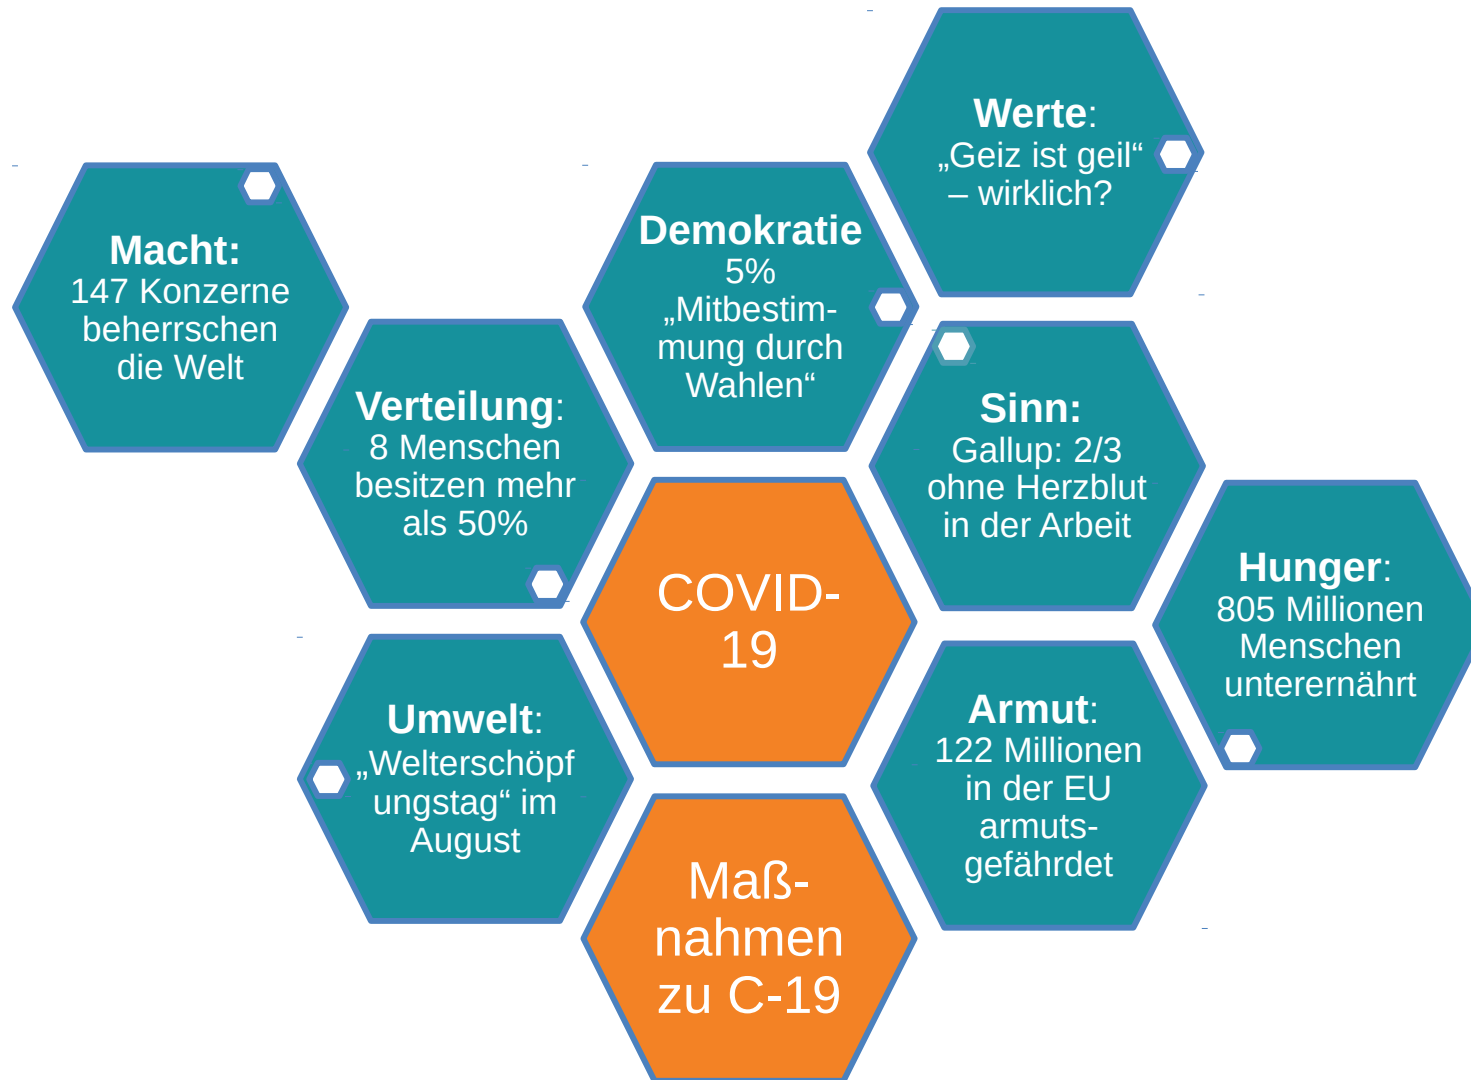 Werte:
„Geiz ist geil“
– wirklich?
Macht:
147 Konzerne
beherrschen
die Welt
Demokratie
5%
„Mitbestim-
mung durch
Wahlen“
Verteilung:
8 Menschen
besitzen mehr
als 50%
Sinn:
Gallup: 2/3
ohne Herzblut
in der Arbeit
COVID-
19
Hunger:
805 Millionen
Menschen
unterernährt
Umwelt:
„Welterschöpf
ungstag“ im
August
Armut:
122 Millionen
in der EU
armuts-
gefährdet
Maß-
nahmen
zu C-19